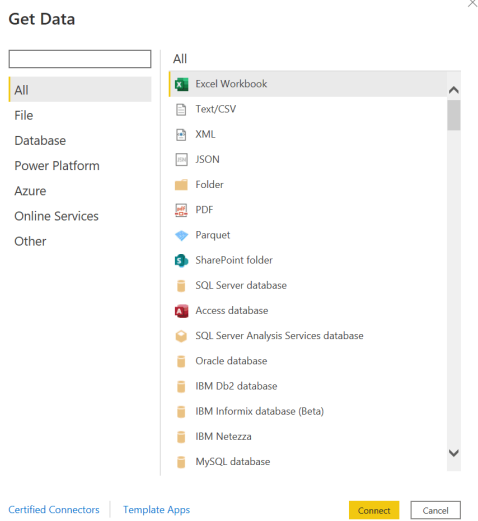 Get Data
All
File
Database
Power Platform
Azure
Online Services
Other
All
Excel Workbook
Text/CSV
XML
JSON
Folder
PDF
Parquet
SharePoint folder
SQL Server database
Access database
SQL Server Analysis Services database
Oracle database
IBM Db2 database
IBM Informix database (Beta)
IBM Netezza
MySQL database
Certified Connectors
Template Apps
Connect
Cancel